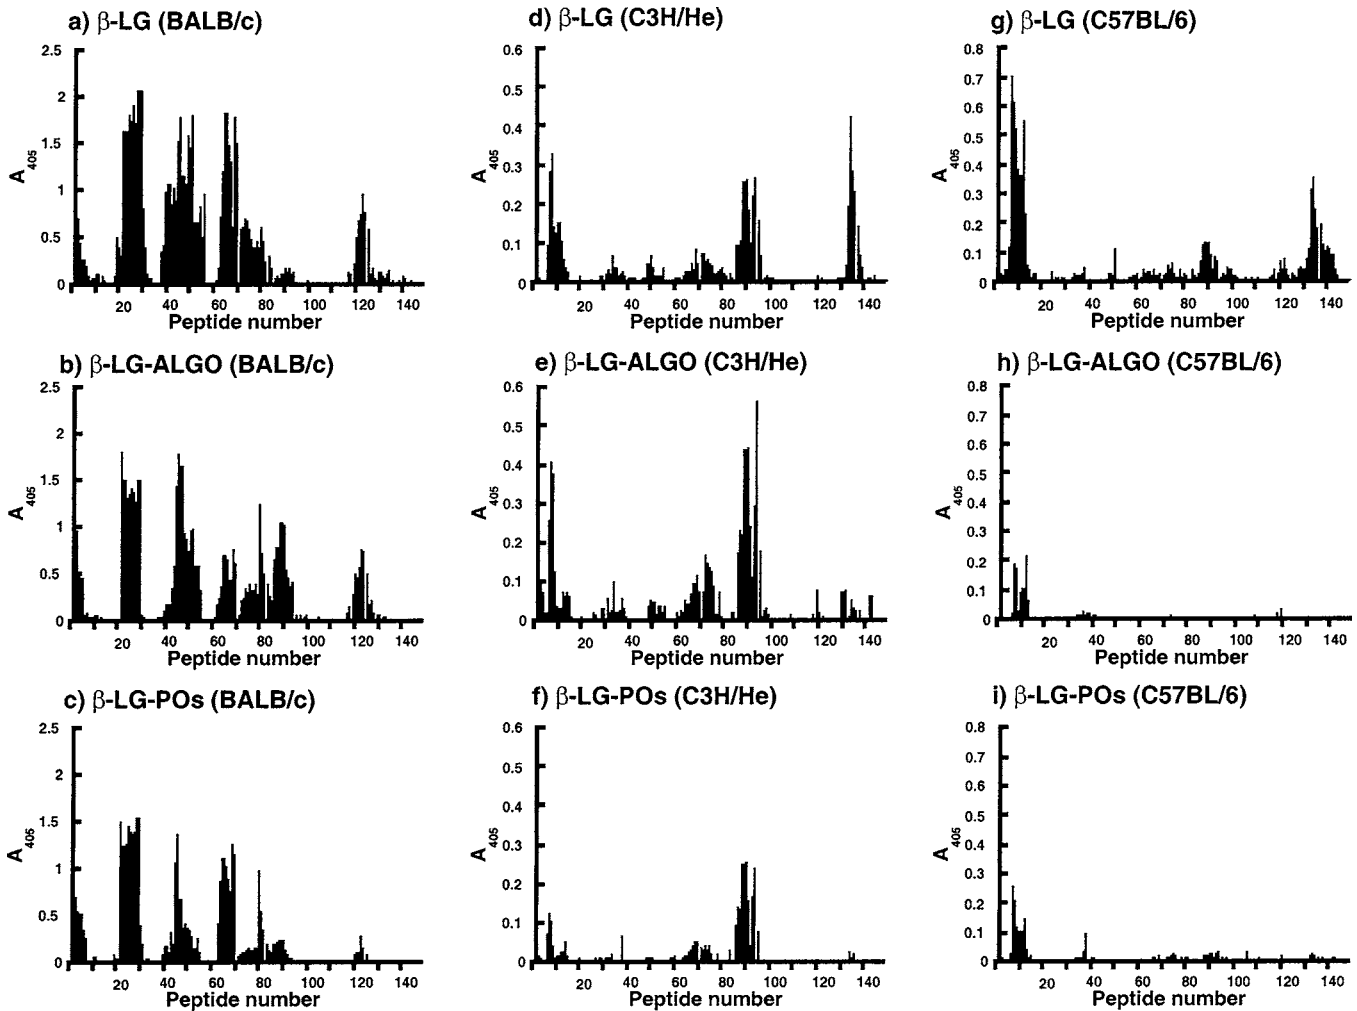 a) β-LG (BALB/c)
2.5
2
1.5
1
0.5
0
A405
20 40 60 80 100 120 140
Peptide number
d) β-LG (C3H/He)
0.6
0.5
0.4
0.3
0.2
0.1
0
A405
20 40 60 80 100 120 140
Peptide number
g) β-LG (C57BL/6)
0.8
0.7
0.6
0.5
0.4
0.3
0.2
0.1
0
A405
20 40 60 80 100 120 140
Peptide number
b) β-LG-ALGO (BALB/c)
2.5
2
1.5
1
0.5
0
A405
20 40 60 80 100 120 140
Peptide number
e) β-LG-ALGO (C3H/He)
0.6
0.5
0.4
0.3
0.2
0.1
0
A405
20 40 60 80 100 120 140
Peptide number
h) β-LG-ALGO (C57BL/6)
0.8
0.7
0.6
0.5
0.4
0.3
0.2
0.1
0
A405
20 40 60 80 100 120 140
Peptide number
c) β-LG-POs (BALB/c)
2.5
2
1.5
1
0.5
0
A405
20 40 60 80 100 120 140
Peptide number
f) β-LG-POs (C3H/He)
0.6
0.5
0.4
0.3
0.2
0.1
0
A405
20 40 60 80 100 120 140
Peptide number
i) β-LG-POs (C57BL/6)
0.8
0.7
0.6
0.5
0.4
0.3
0.2
0.1
0
A405
20 40 60 80 100 120 140
Peptide number